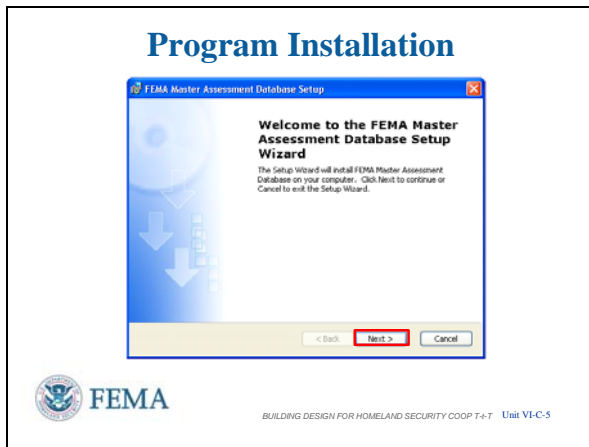 Program Installation
FEMA Master Assessment Database Setup
Welcome to the FEMA Master
Assessment Database Setup
Wizard
The Setup Wizard will install FEMA Master Assessment
Database on your computer. Click Next to continue or
Cancel to exit the Setup Wizard.
< Back
Next >
Cancel
FEMA
BUILDING DESIGN FOR HOMELAND SECURITY COOP T-t-T Unit VI-C-5